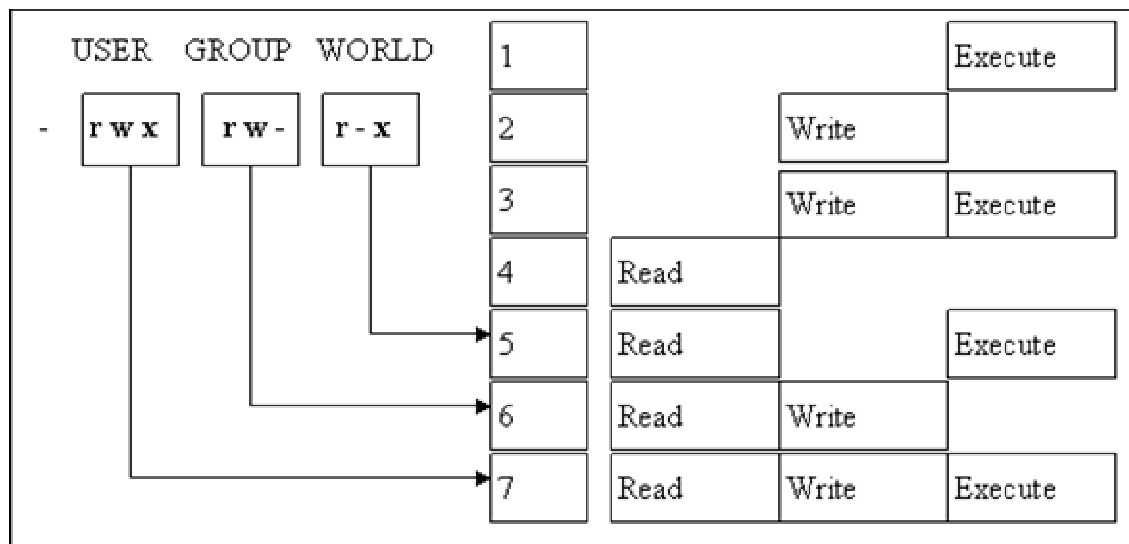 USER GROUP WORLD
- r w x r w - r - x
1 Execute
2 Write
3 Write Execute
4 Read
5 Read Execute
6 Read Write
7 Read Write Execute